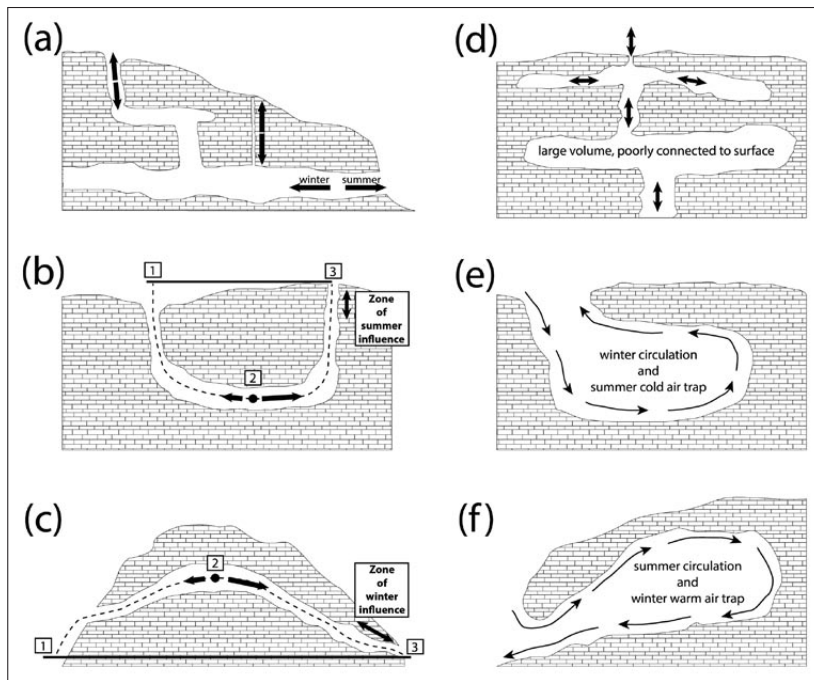 (a)
winter summer
(b)
1
3
Zone
of
summer
influence
2
(c)
2
Zone
of
winter
influence
1
3
(d)
large volume, poorly connected to surface
(e)
winter circulation
and
summer cold air trap
(f)
summer circulation
and
winter warm air trap